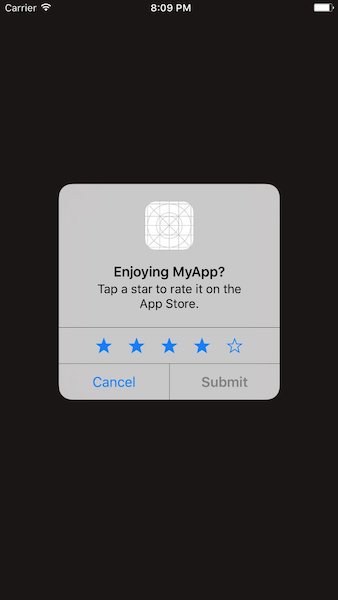 Carrier 8:09 PM
Enjoying MyApp?
Tap a star to rate it on the
App Store.
Cancel Submit